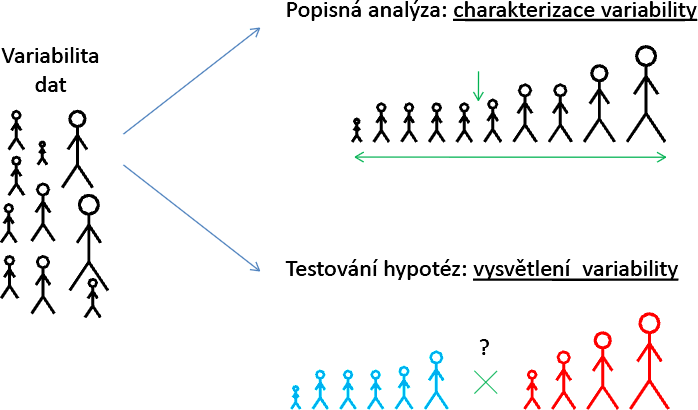 Popisná analýza: charakterizace variability
Variabilita
dat
Testování hypotéz: vysvětlení variability
?